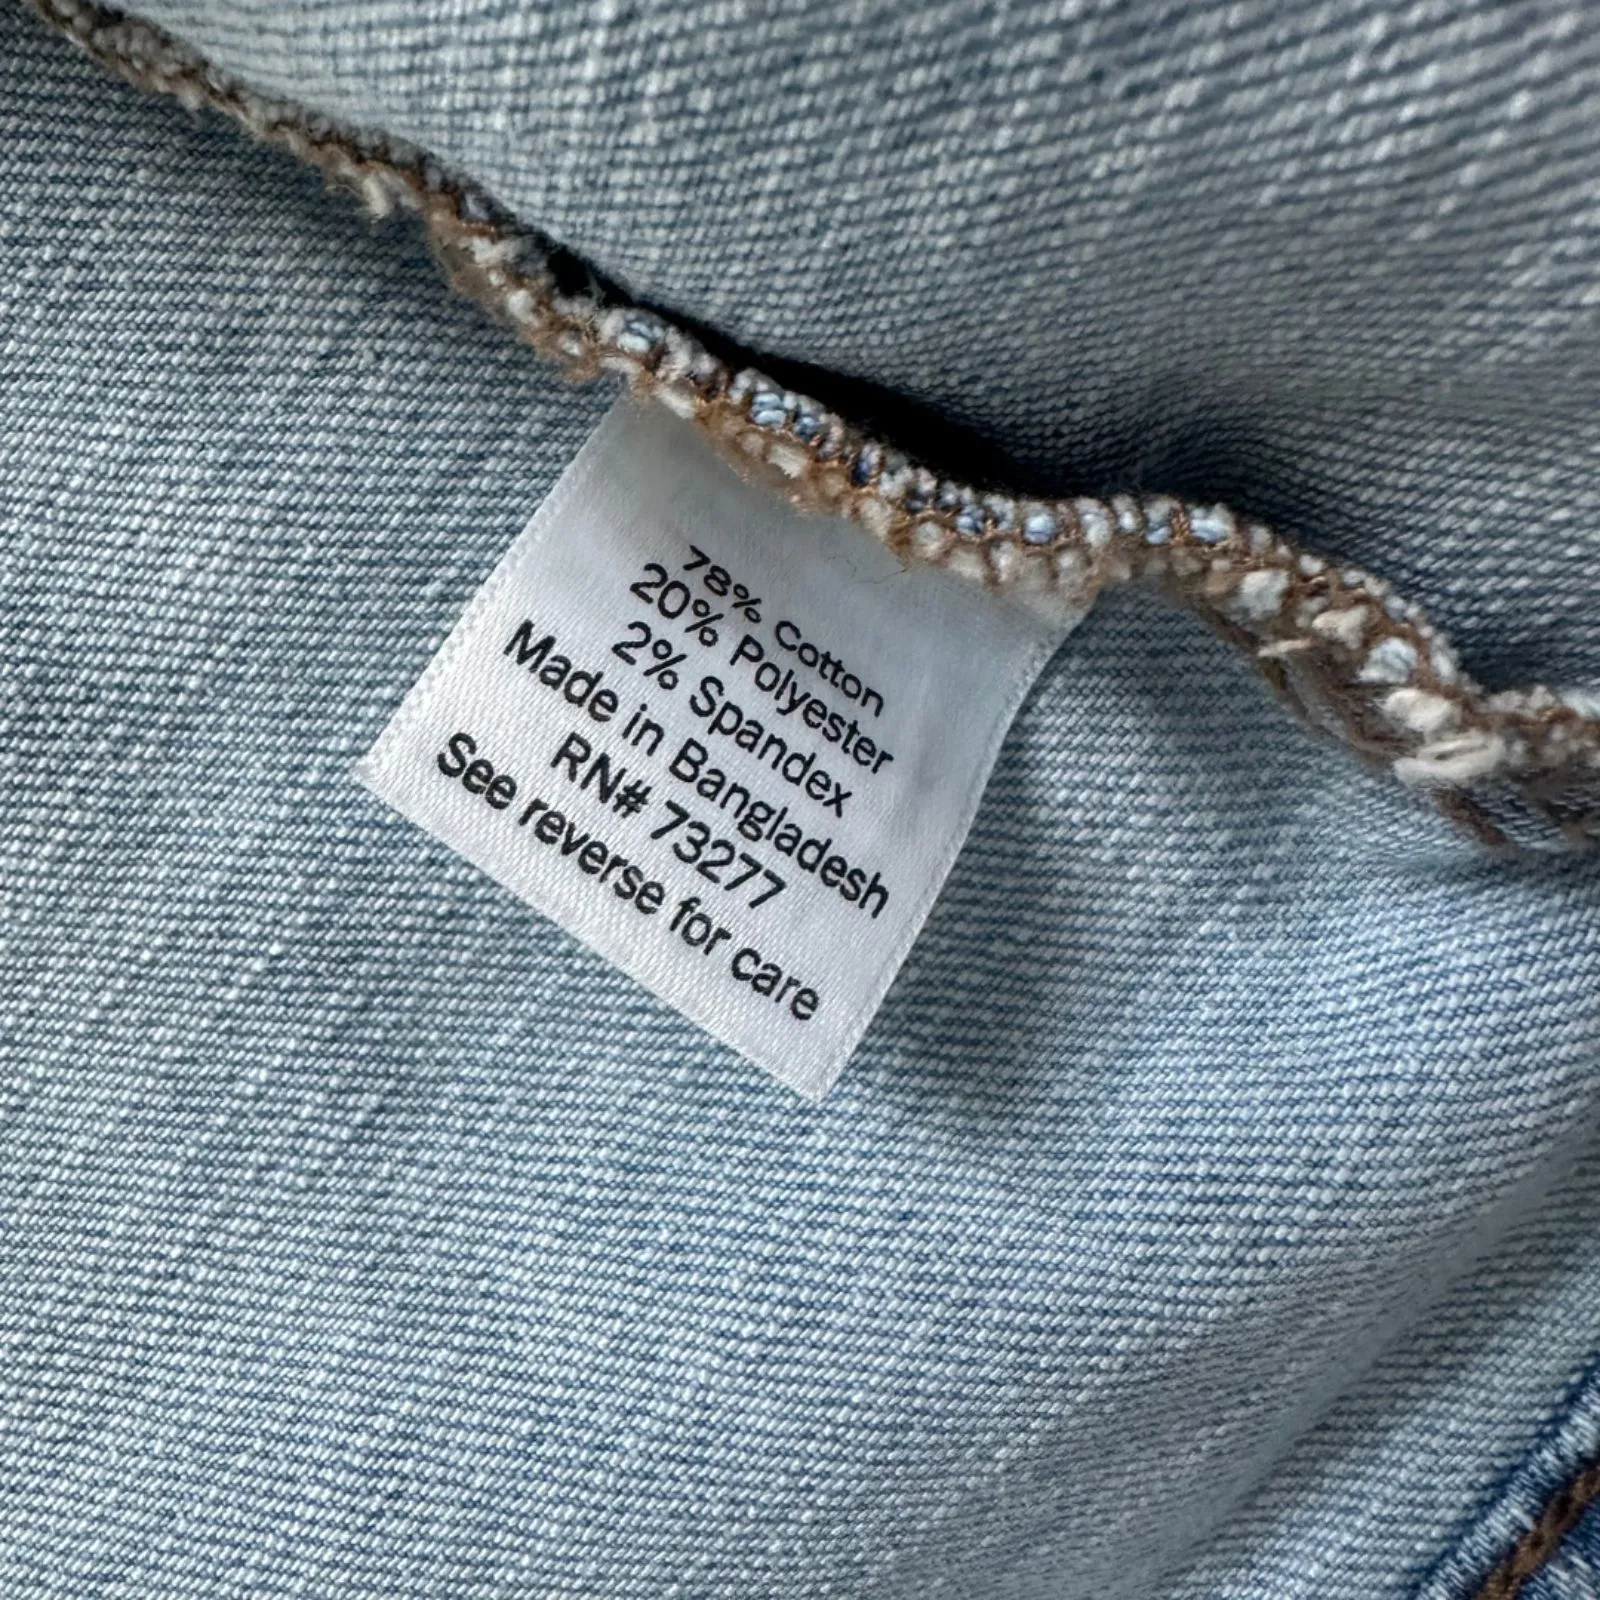 78% Cotton
20% Polyester
2% Spandex
Made in Bangladesh
RN# 73277
See reverse for care